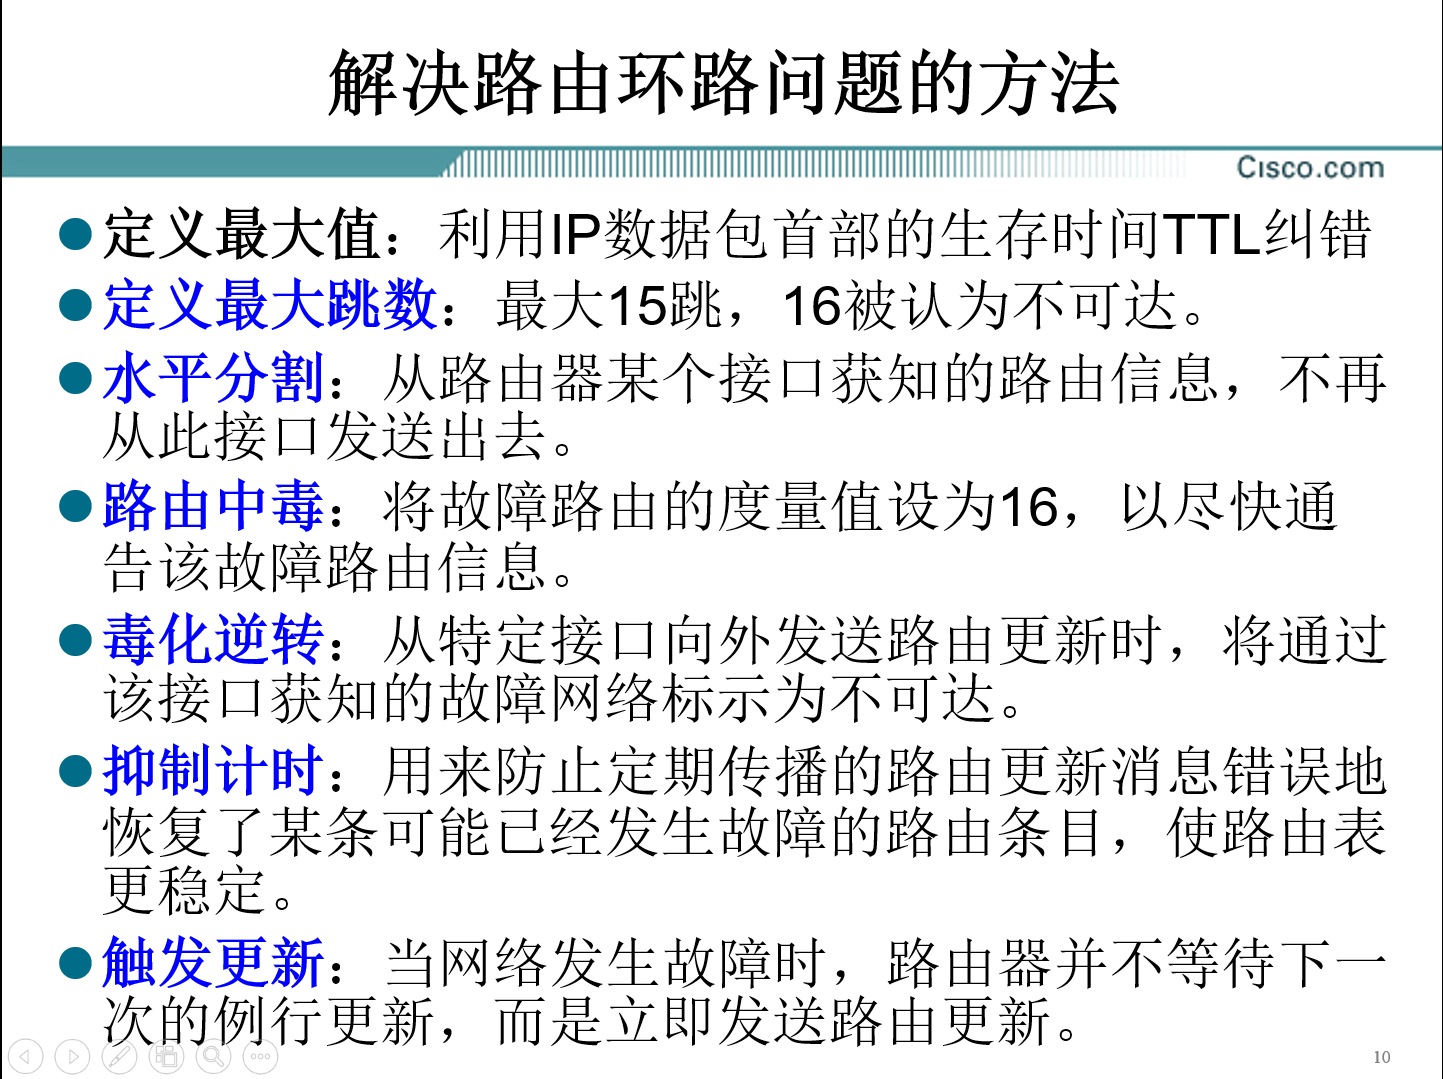 解决路由环路问题的方法
Cisco.com
●定义最大值：利用IP数据包首部的生存时间TTL纠错
●定义最大跳数：最大15跳，16被认为不可达。
●水平分割：从路由器某个接口获知的路由信息，不再
从此接口发送出去。
●路由中毒：将故障路由的度量值设为16，以尽快通
告该故障路由信息。
●毒化逆转：从特定接口向外发送路由更新时，将通过
该接口获知的故障网络标示为不可达。
●抑制计时：用来防止定期传播的路由更新消息错误地
恢复了某条可能已经发生故障的路由条目，使路由表
更稳定。
●触发更新：当网络发生故障时，路由器并不等待下一
次的例行更新，而是立即发送路由更新。
10